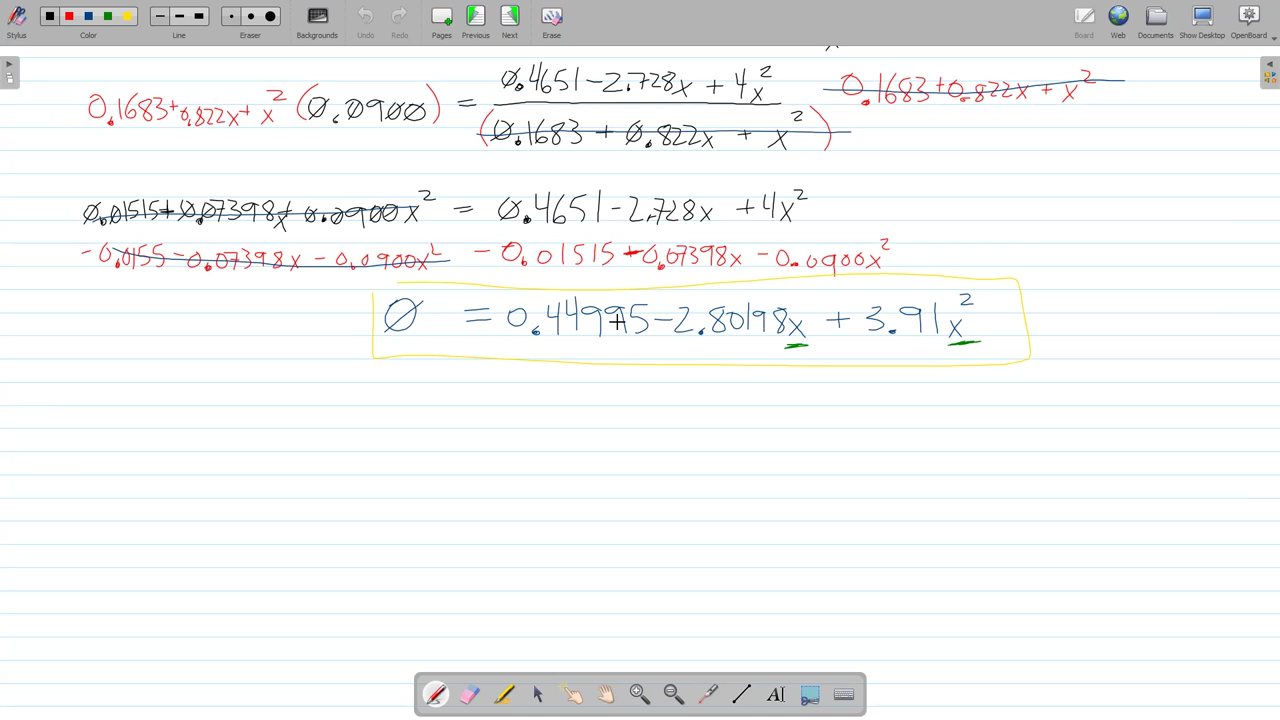 Stylus Color Line Eraser Backgrounds Undo Redo Pages Previous Next Erase Board Web Documents Show Desktop OpenBoard
0.4651 - 2.728x + 4x² 0.1683 + 0.822x + x²
0.1683 + 0.822x + x² (0.0900) =
(0.1683 + 0.822x + x²)
0.01515 + 0.07398x + 0.0900x² = 0.4651 - 2.728x + 4x²
- 0.0155 - 0.07398x - 0.0900x² - 0.01515 - 0.07398x - 0.0900x²
0 = 0.44995 - 2.80198x + 3.91x²
AI